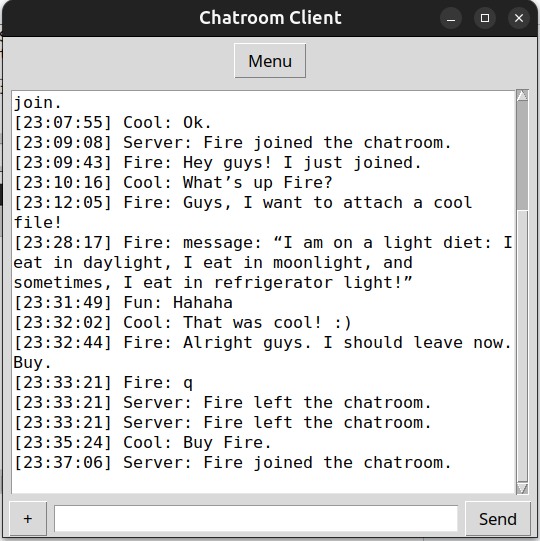 Chatroom Client
Menu
join.
[23:07:55] Cool: Ok.
[23:09:08] Server: Fire joined the chatroom.
[23:09:43] Fire: Hey guys! I just joined.
[23:10:16] Cool: What’s up Fire?
[23:12:05] Fire: Guys, I want to attach a cool
file!
[23:28:17] Fire: message: “I am on a light diet: I
eat in daylight, I eat in moonlight, and
sometimes, I eat in refrigerator light!”
[23:31:49] Fun: Hahaha
[23:32:02] Cool: That was cool! :)
[23:32:44] Fire: Alright guys. I should leave now.
Buy.
[23:33:21] Fire: q
[23:33:21] Server: Fire left the chatroom.
[23:33:21] Server: Fire left the chatroom.
[23:35:24] Cool: Buy Fire.
[23:37:06] Server: Fire joined the chatroom.
+ Send